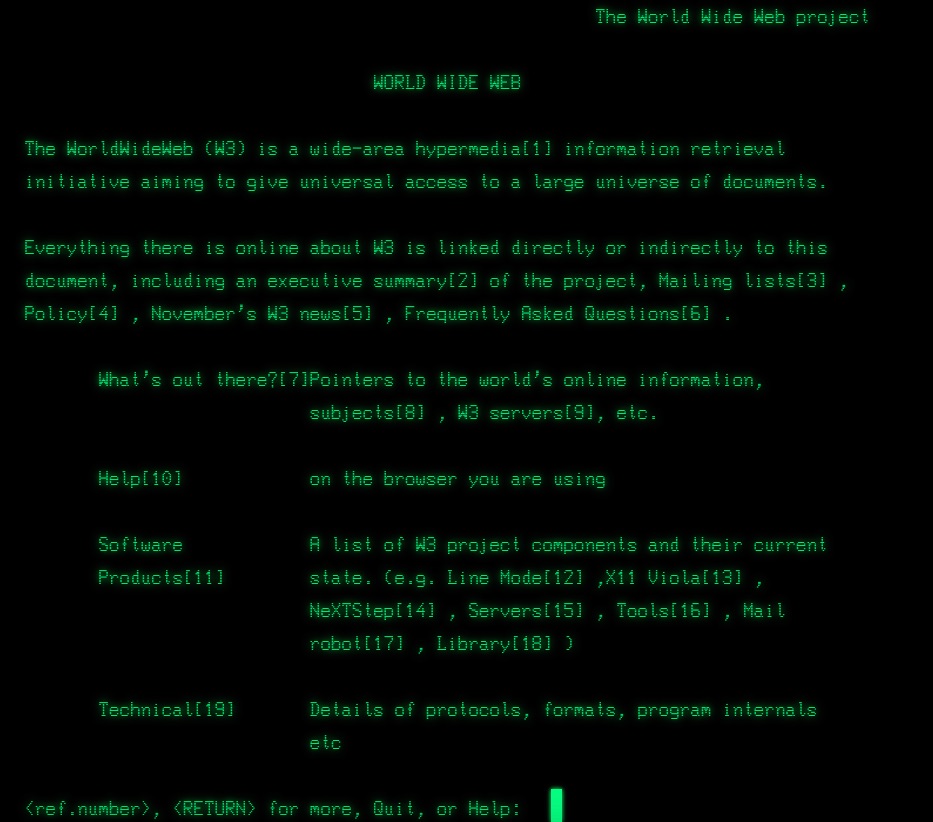 The World Wide Web project
WORLD WIDE WEB
The WorldWideWeb (W3) is a wide-area hypermedia[1] information retrieval
initiative aiming to give universal access to a large universe of documents.
Everything there is online about W3 is linked directly or indirectly to this
document, including an executive summary[2] of the project, Mailing lists[3] ,
Policy[4] , November's W3 news[5] , Frequently Asked Questions[6] .
What's out there?[7]Pointers to the world's online information,
subjects[8] , W3 servers[9], etc.
Help[10] on the browser you are using
Software A list of W3 project components and their current
Products[11] state. (e.g. Line Mode[12] ,X11 Viola[13] ,
NeXTStep[14] , Servers[15] , Tools[16] , Mail
robot[17] , Library[18] )
Technical[19] Details of protocols, formats, program internals
etc
<ref.number>, <RETURN> for more, Quit, or Help: